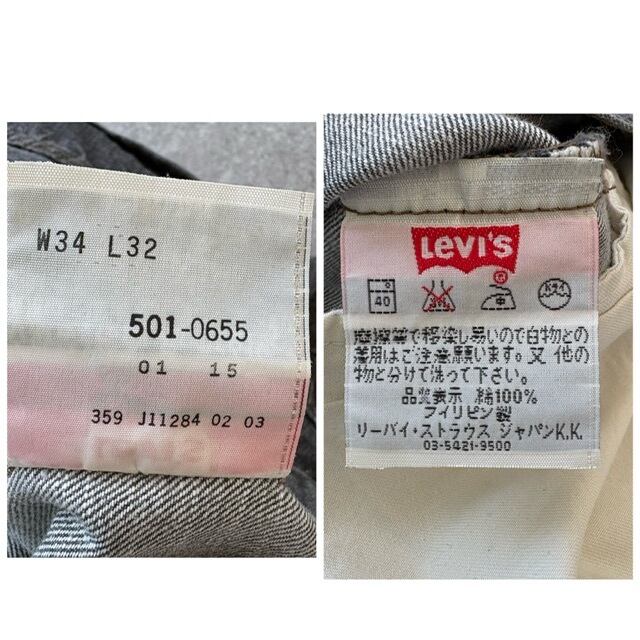 W34 L32
501-0655
01 15
359 J11284 02 03
Levi's
40
中
ドライ
摩擦等で移染し易いので白物との
着用はご注意願います。又 他の
物と分けて洗って下さい。
品質表示 綿100%
フィリピン製
リーバイ・ストラウス ジャパンK.K.
03-5421-9500